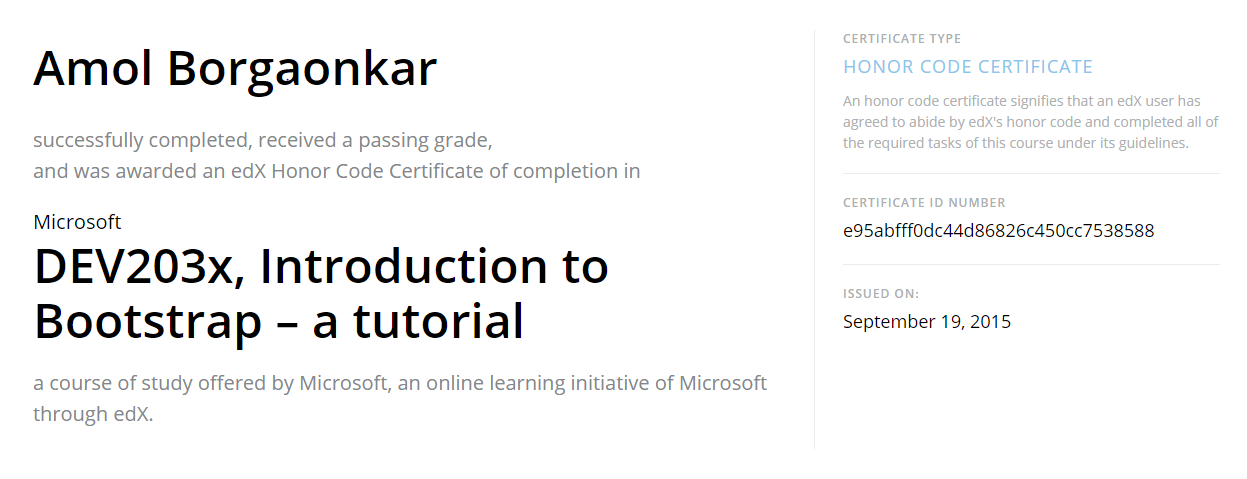 Amol Borgaonkar
successfully completed, received a passing grade,
and was awarded an edX Honor Code Certificate of completion in
Microsoft
DEV203x, Introduction to
Bootstrap – a tutorial
a course of study offered by Microsoft, an online learning initiative of Microsoft
through edX.
CERTIFICATE TYPE
HONOR CODE CERTIFICATE
An honor code certificate signifies that an edX user has
agreed to abide by edX's honor code and completed all of
the required tasks of this course under its guidelines.
CERTIFICATE ID NUMBER
e95abfff0dc44d86826c450cc7538588
ISSUED ON:
September 19, 2015